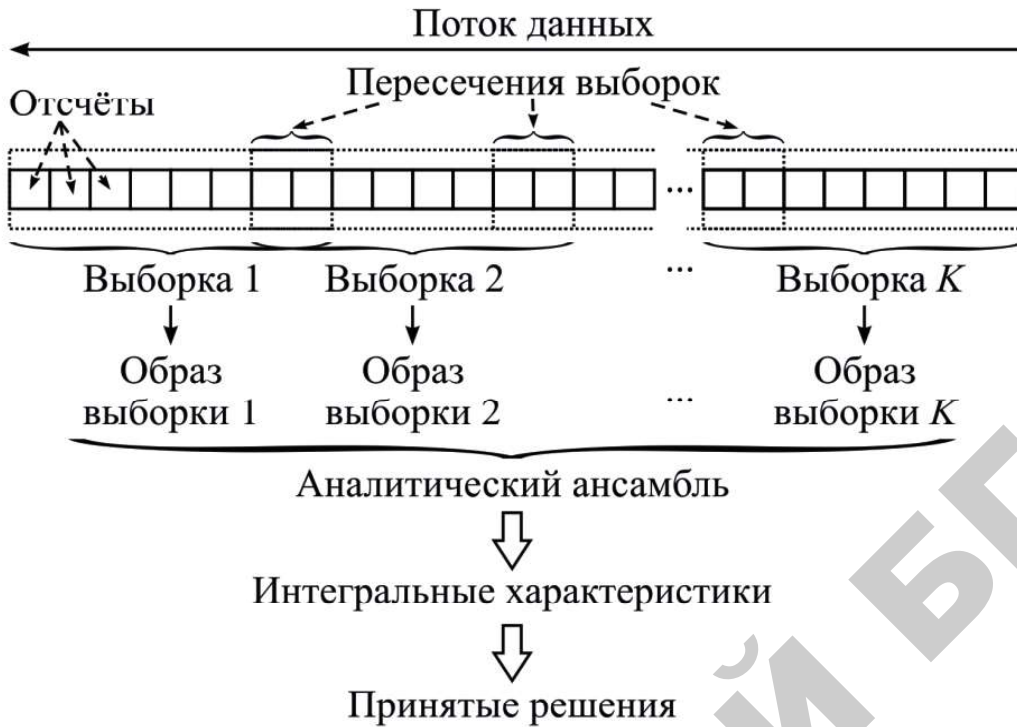 Поток данных
Пересечения выборок
Отсчёты
...
Выборка 1 Выборка 2 ... Выборка K
Образ Образ Образ
выборки 1 выборки 2 ... выборки K
Аналитический ансамбль
Интегральные характеристики
Принятые решения